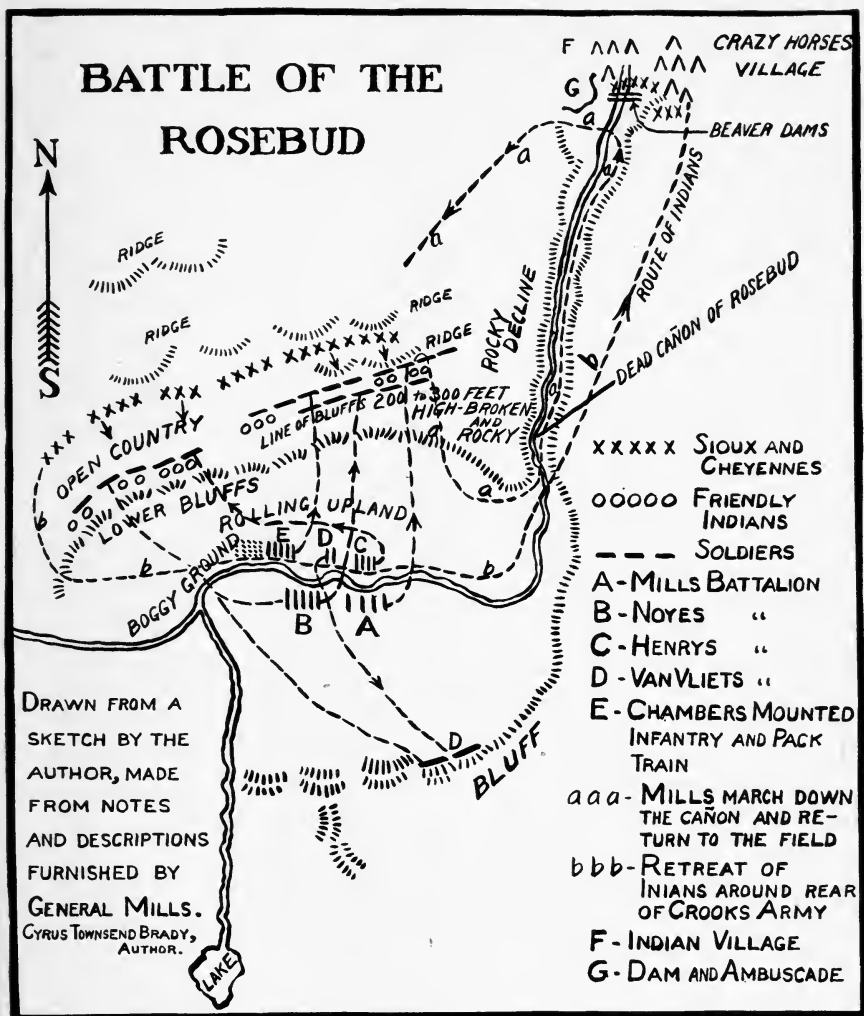 BATTLE OF THE
ROSEBUD
F
CRAZY HORSES
VILLAGE
G
BEAVER DAMS
a
a
a
a
N
S
RIDGE
RIDGE
RIDGE
RIDGE
ROCKY
DECLINE
ROUTE OF INDIANS
b
DEAD CAÑON OF ROSEBUD
LINE OF BLUFFS 200 to 300 FEET
HIGH-BROKEN
AND
ROCKY
OPEN COUNTRY
LOWER BLUFFS
ROLLING UPLAND
a
a
a
b
b
b
E
D
C
BOGGY GROUND
B
A
D
BLUFF
LAKE
XXXXX SIOUX AND
CHEYENNES
OOOOO FRIENDLY
INDIANS
SOLDIERS
A-MILLS BATTALION
B-NOYES "
C-HENRYS "
D-VANVLIETS "
E-CHAMBERS MOUNTED
INFANTRY AND PACK
TRAIN
aaa-MILLS MARCH DOWN
THE CAÑON AND RE-
TURN TO THE FIELD
bbb-RETREAT OF
INIANS AROUND REAR
OF CROOKS ARMY
F-INDIAN VILLAGE
G-DAM AND AMBUSCADE
DRAWN FROM A
SKETCH BY THE
AUTHOR, MADE
FROM NOTES
AND DESCRIPTIONS
FURNISHED BY
GENERAL MILLS.
CYRUS TOWNSEND BRADY,
AUTHOR.